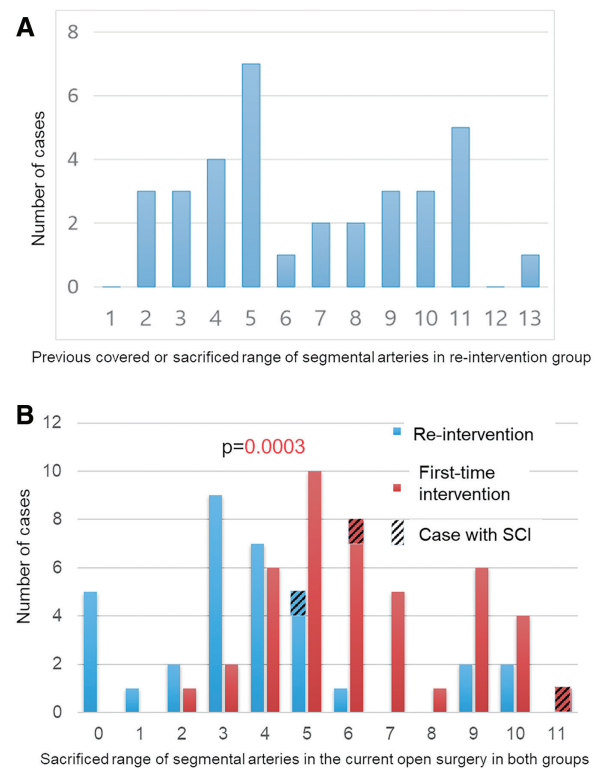 A
8
6
4
2
0
Number of cases
1 2 3 4 5 6 7 8 9 10 11 12 13
Previous covered or sacrificed range of segmental arteries in re-intervention group
B
12
10
8
6
4
2
0
Number of cases
p=0.0003
Re-intervention
First-time
intervention
Case with SCI
0 1 2 3 4 5 6 7 8 9 10 11
Sacrificed range of segmental arteries in the current open surgery in both groups